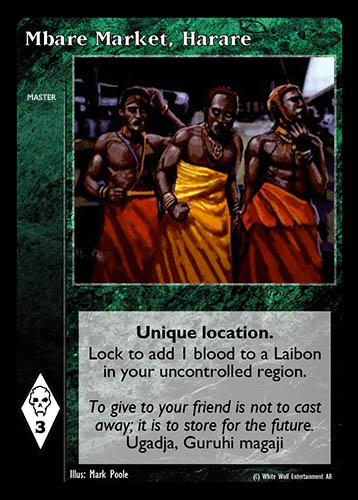 Mbare Market, Harare
MASTER
Unique location.
Lock to add 1 blood to a Laibon
in your uncontrolled region.
To give to your friend is not to cast
away; it is to store for the future.
Ugadja, Guruhi magaji
3
Illus: Mark Poole
(C) White Wolf Entertainment AB